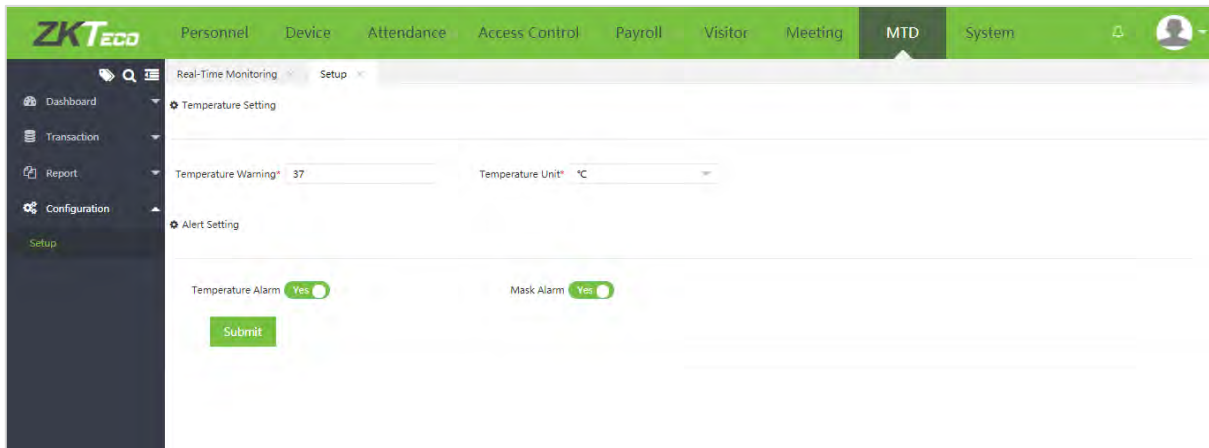 ZKTeco Personnel Device Attendance Access Control Payroll Visitor Meeting MTD System
Real-Time Monitoring × Setup ×
Dashboard
Transaction
Report
Configuration
Setup
Temperature Setting
Temperature Warning* 37 Temperature Unit* °C
Alert Setting
Temperature Alarm Yes Mask Alarm Yes
Submit